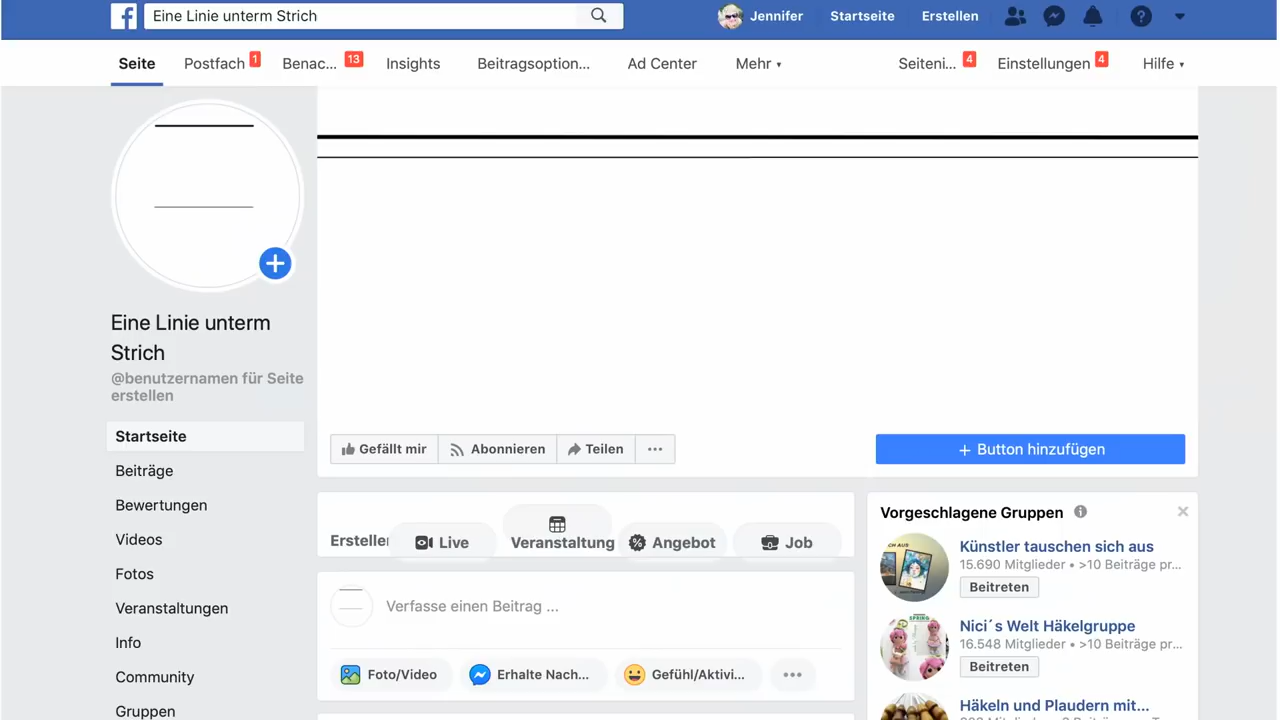 Eine Linie unterm Strich
Jennifer
Startseite
Erstellen
Seite
Postfach 1
Benac... 13
Insights
Beitragsoption...
Ad Center
Mehr
Seiteni... 4
Einstellungen 4
Hilfe
Eine Linie unterm
Strich
@benutzernamen für Seite
erstellen
Startseite
Beiträge
Bewertungen
Videos
Fotos
Veranstaltungen
Info
Community
Gruppen
Gefällt mir
Abonnieren
Teilen
+ Button hinzufügen
Erstellen
Live
Veranstaltung
Angebot
Job
Verfasse einen Beitrag ...
Foto/Video
Erhalte Nach...
Gefühl/Aktivi...
Vorgeschlagene Gruppen
CH AUS
Künstler tauschen sich aus
15.690 Mitglieder • >10 Beiträge pr...
Beitreten
SPRING
Nici´s Welt Häkelgruppe
16.548 Mitglieder • >10 Beiträge pr...
Beitreten
Häkeln und Plaudern mit...